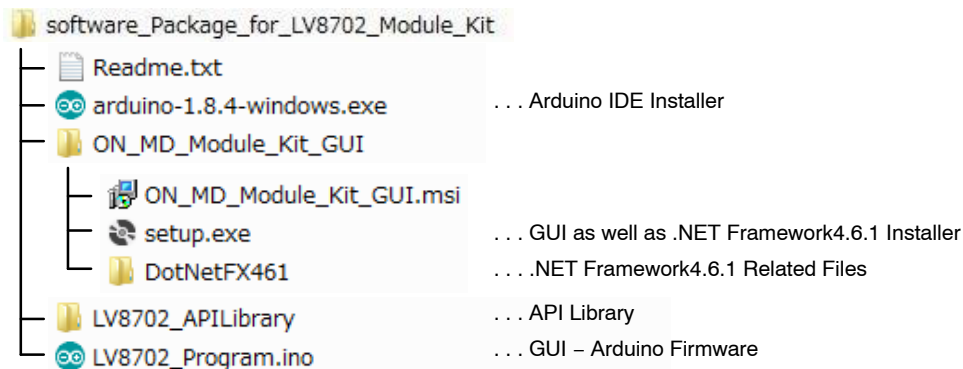 software_Package_for_LV8702_Module_Kit
Readme.txt
arduino-1.8.4-windows.exe . . . Arduino IDE Installer
ON_MD_Module_Kit_GUI
ON_MD_Module_Kit_GUI.msi
setup.exe . . . GUI as well as .NET Framework4.6.1 Installer
DotNetFX461 . . . .NET Framework4.6.1 Related Files
LV8702_APILibrary . . . API Library
LV8702_Program.ino . . . GUI − Arduino Firmware